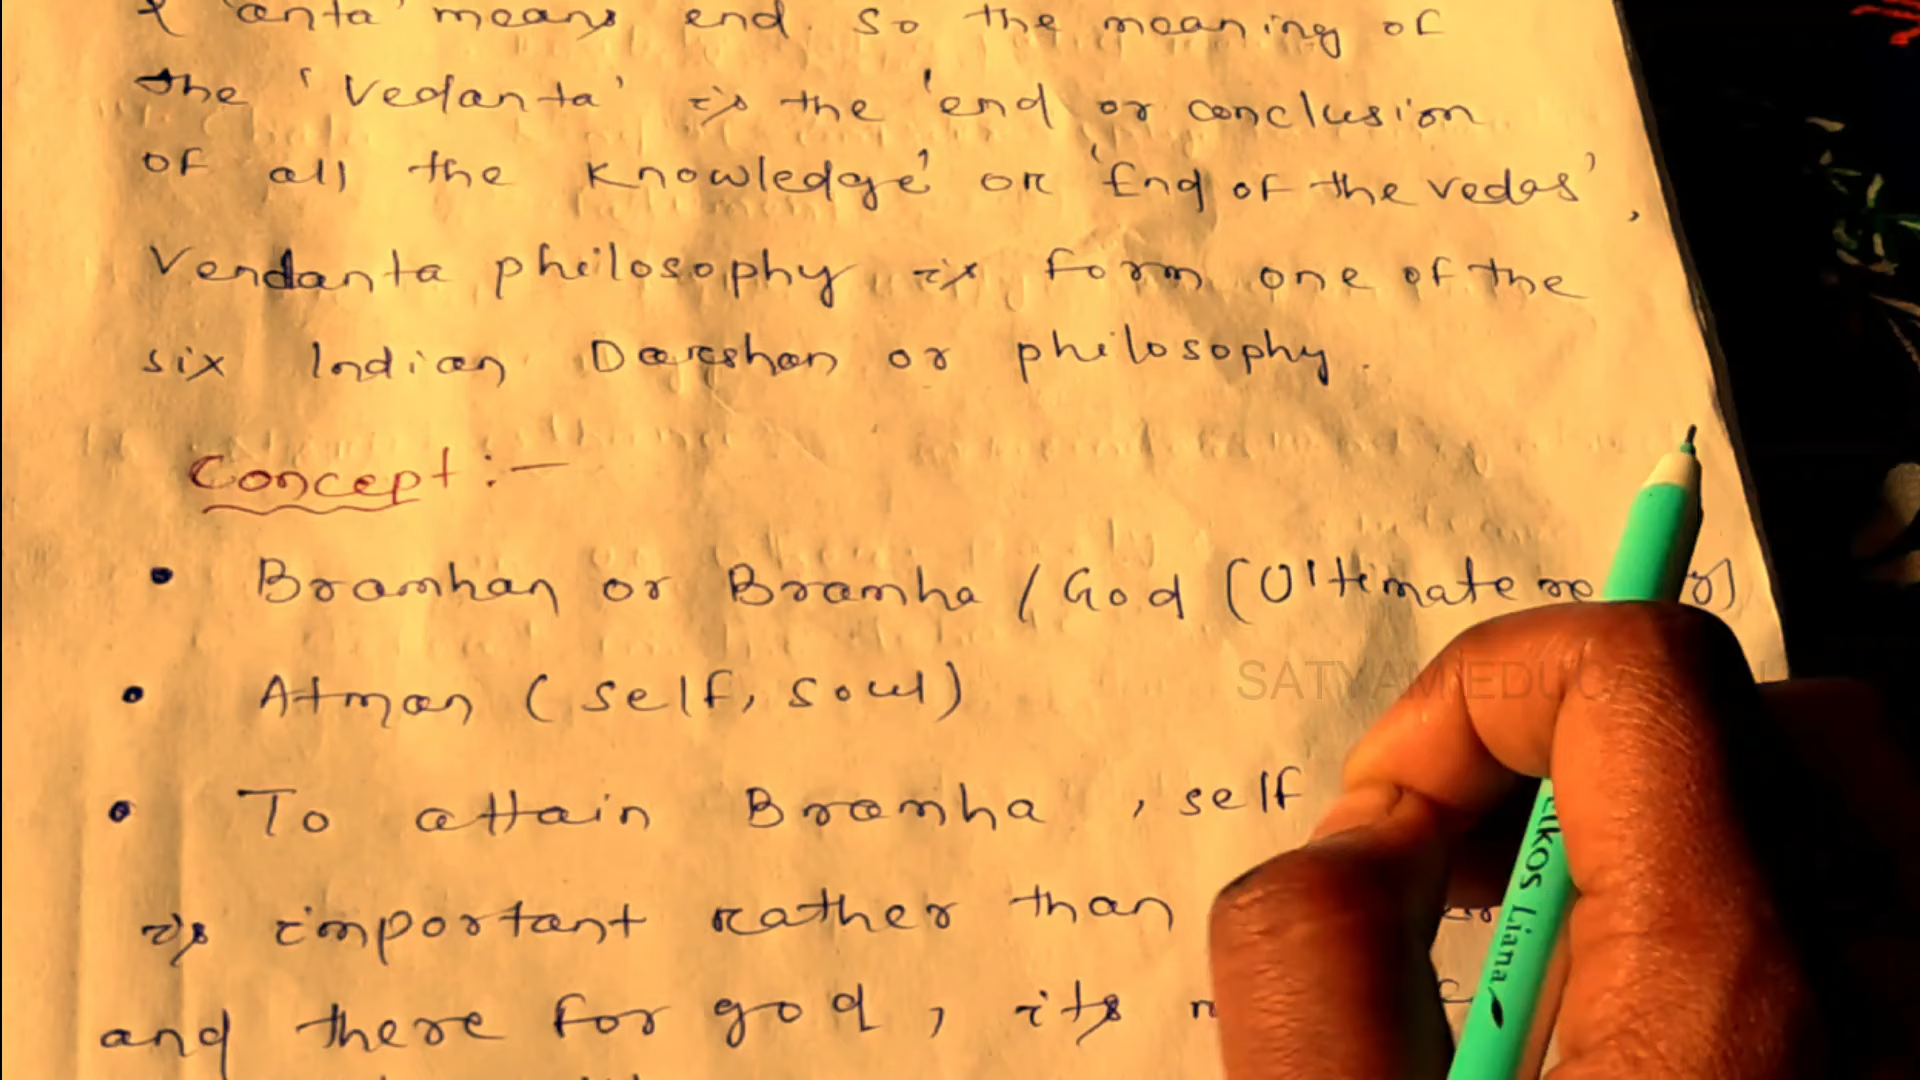 & 'anta' means end. So the meaning of
the 'Vedanta' is the 'end or conclusion
of all the Knowledge' or 'End of the vedas',
Vendanta philosophy is form one of the
six Indian Darshan or philosophy.
Concept :-
• Bramhan or Bramha / God (Ultimate
• Atman (self, soul)
SATYAM
• To attain Bramha , self
is important rather than
and there for god , its
Elkos Liana